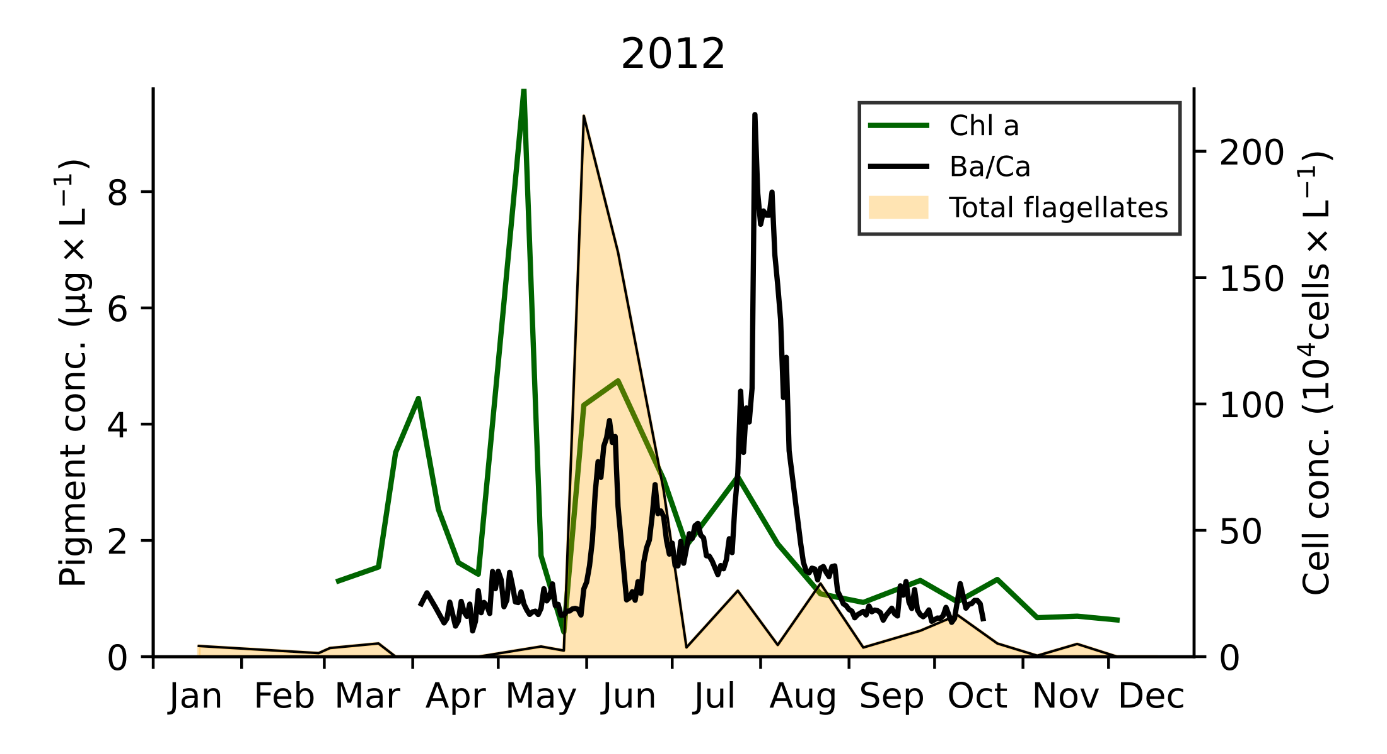 2012
Chl a
Ba/Ca
Total flagellates
Pigment conc. (µg × L⁻¹)
8
6
4
2
0
Cell conc. (10⁴cells × L⁻¹)
200
150
100
50
0
Jan Feb Mar Apr May Jun Jul Aug Sep Oct Nov Dec